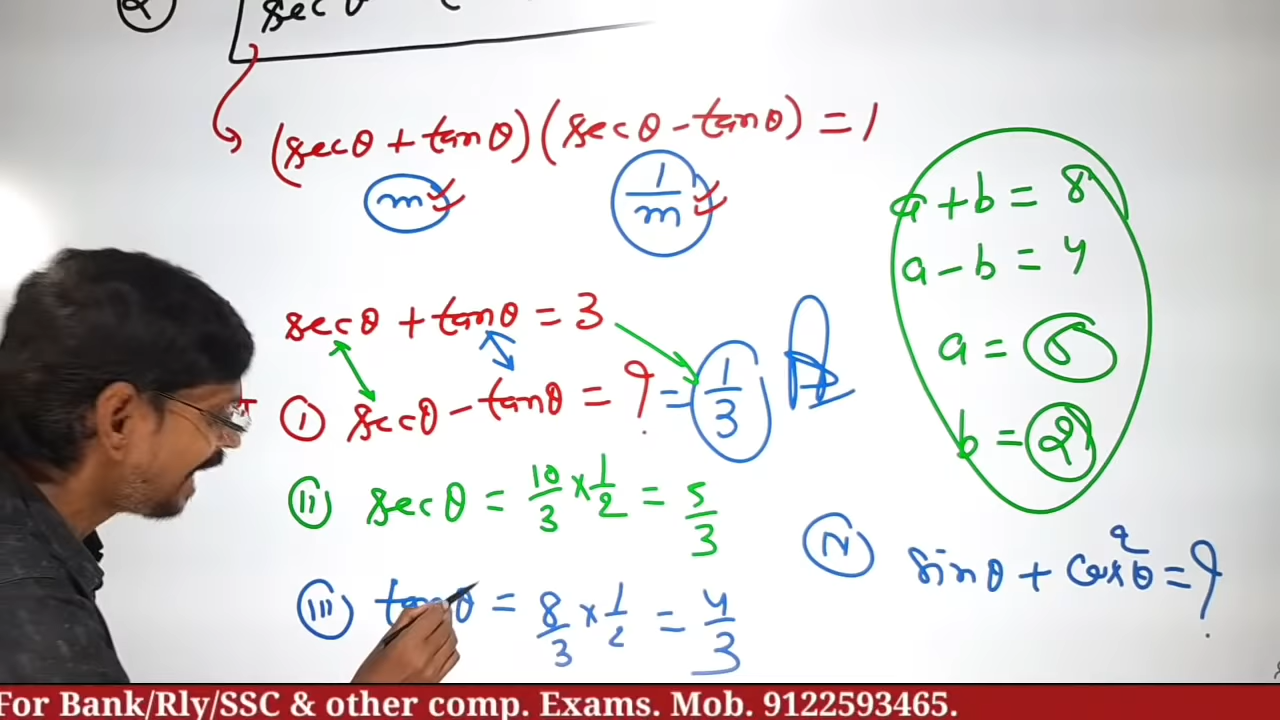 (secθ + tanθ) (secθ - tanθ) = 1
m
1/m
secθ + tanθ = 3
(i) secθ - tanθ = ? = 1/3
(ii) secθ = 10/3 × 1/2 = 5/3
(iii) tanθ = 8/3 × 1/2 = 4/3
a + b = 8
a - b = 4
a = 6
b = 2
(iv) sinθ + cos²θ = ?
For Bank/Rly/SSC & other comp. Exams. Mob. 9122593465.